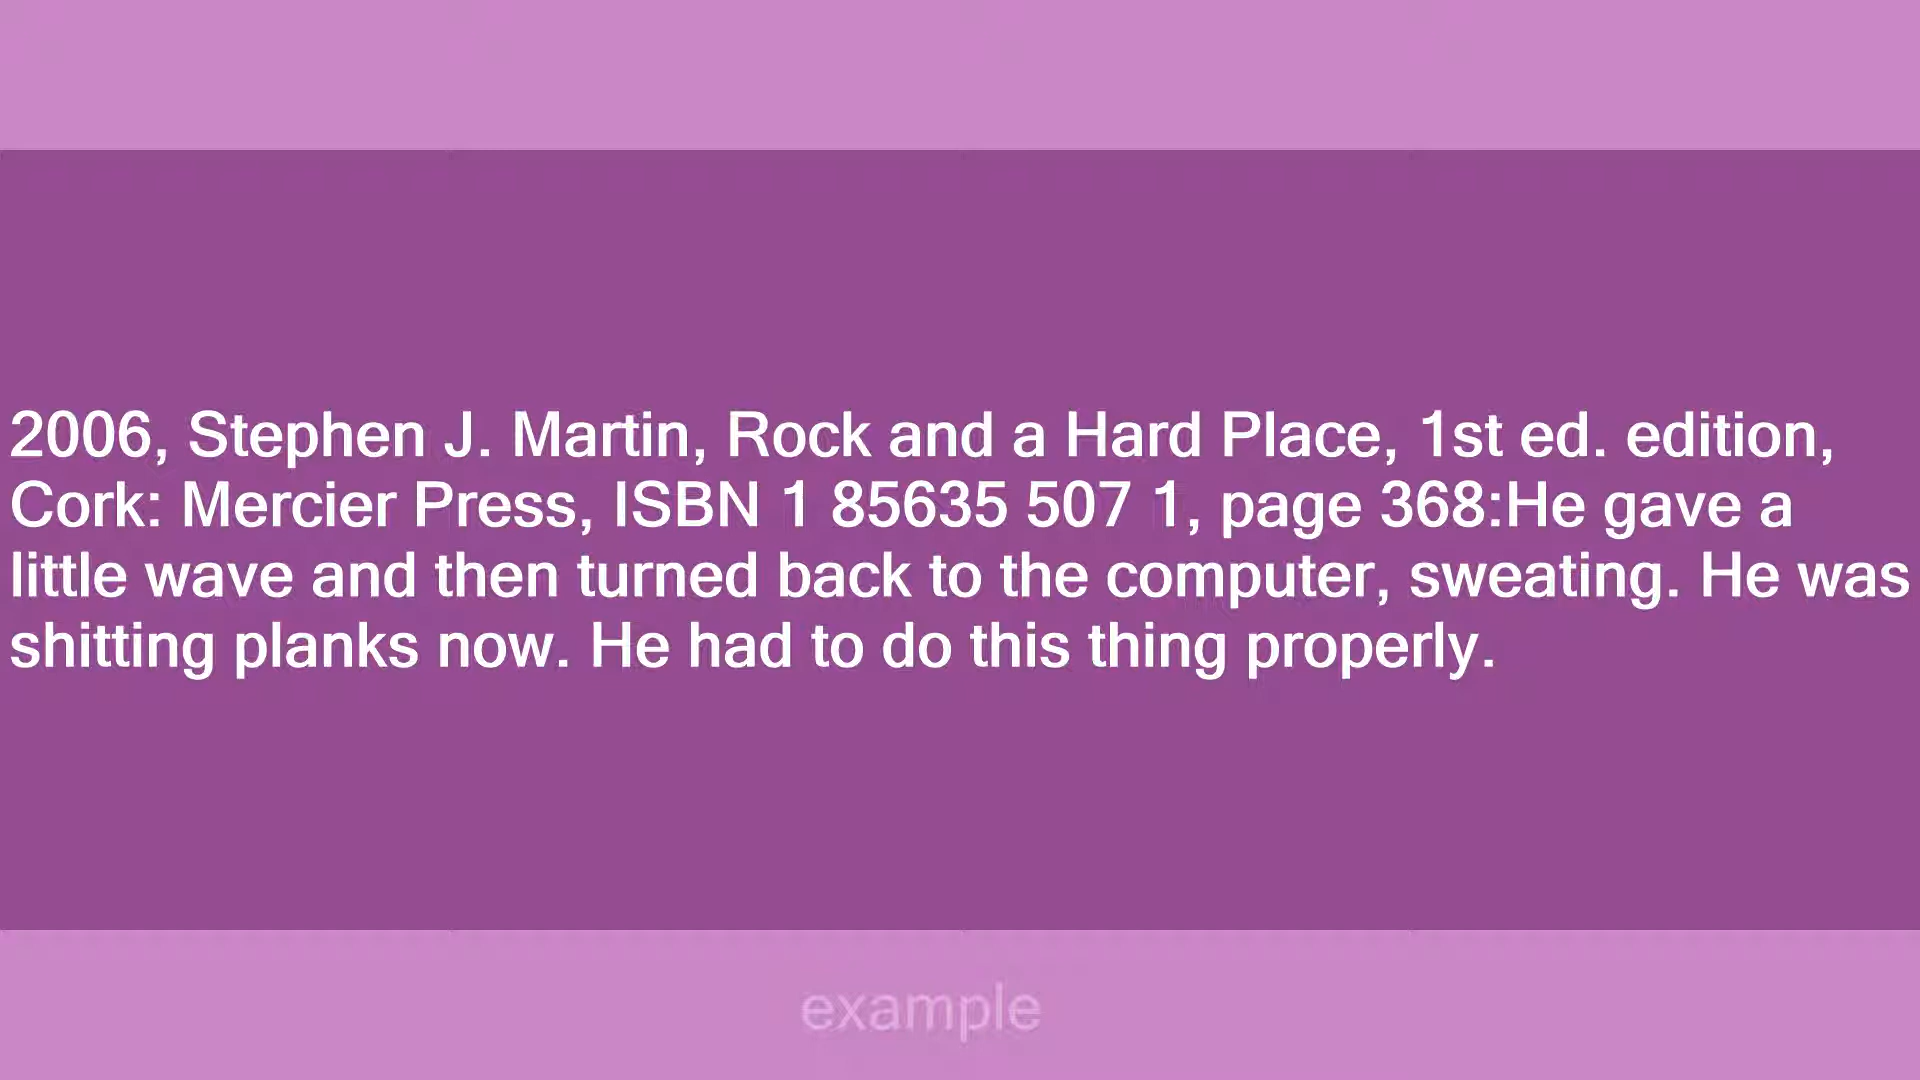 2006, Stephen J. Martin, Rock and a Hard Place, 1st ed. edition,
Cork: Mercier Press, ISBN 1 85635 507 1, page 368:He gave a
little wave and then turned back to the computer, sweating. He was
shitting planks now. He had to do this thing properly.
example